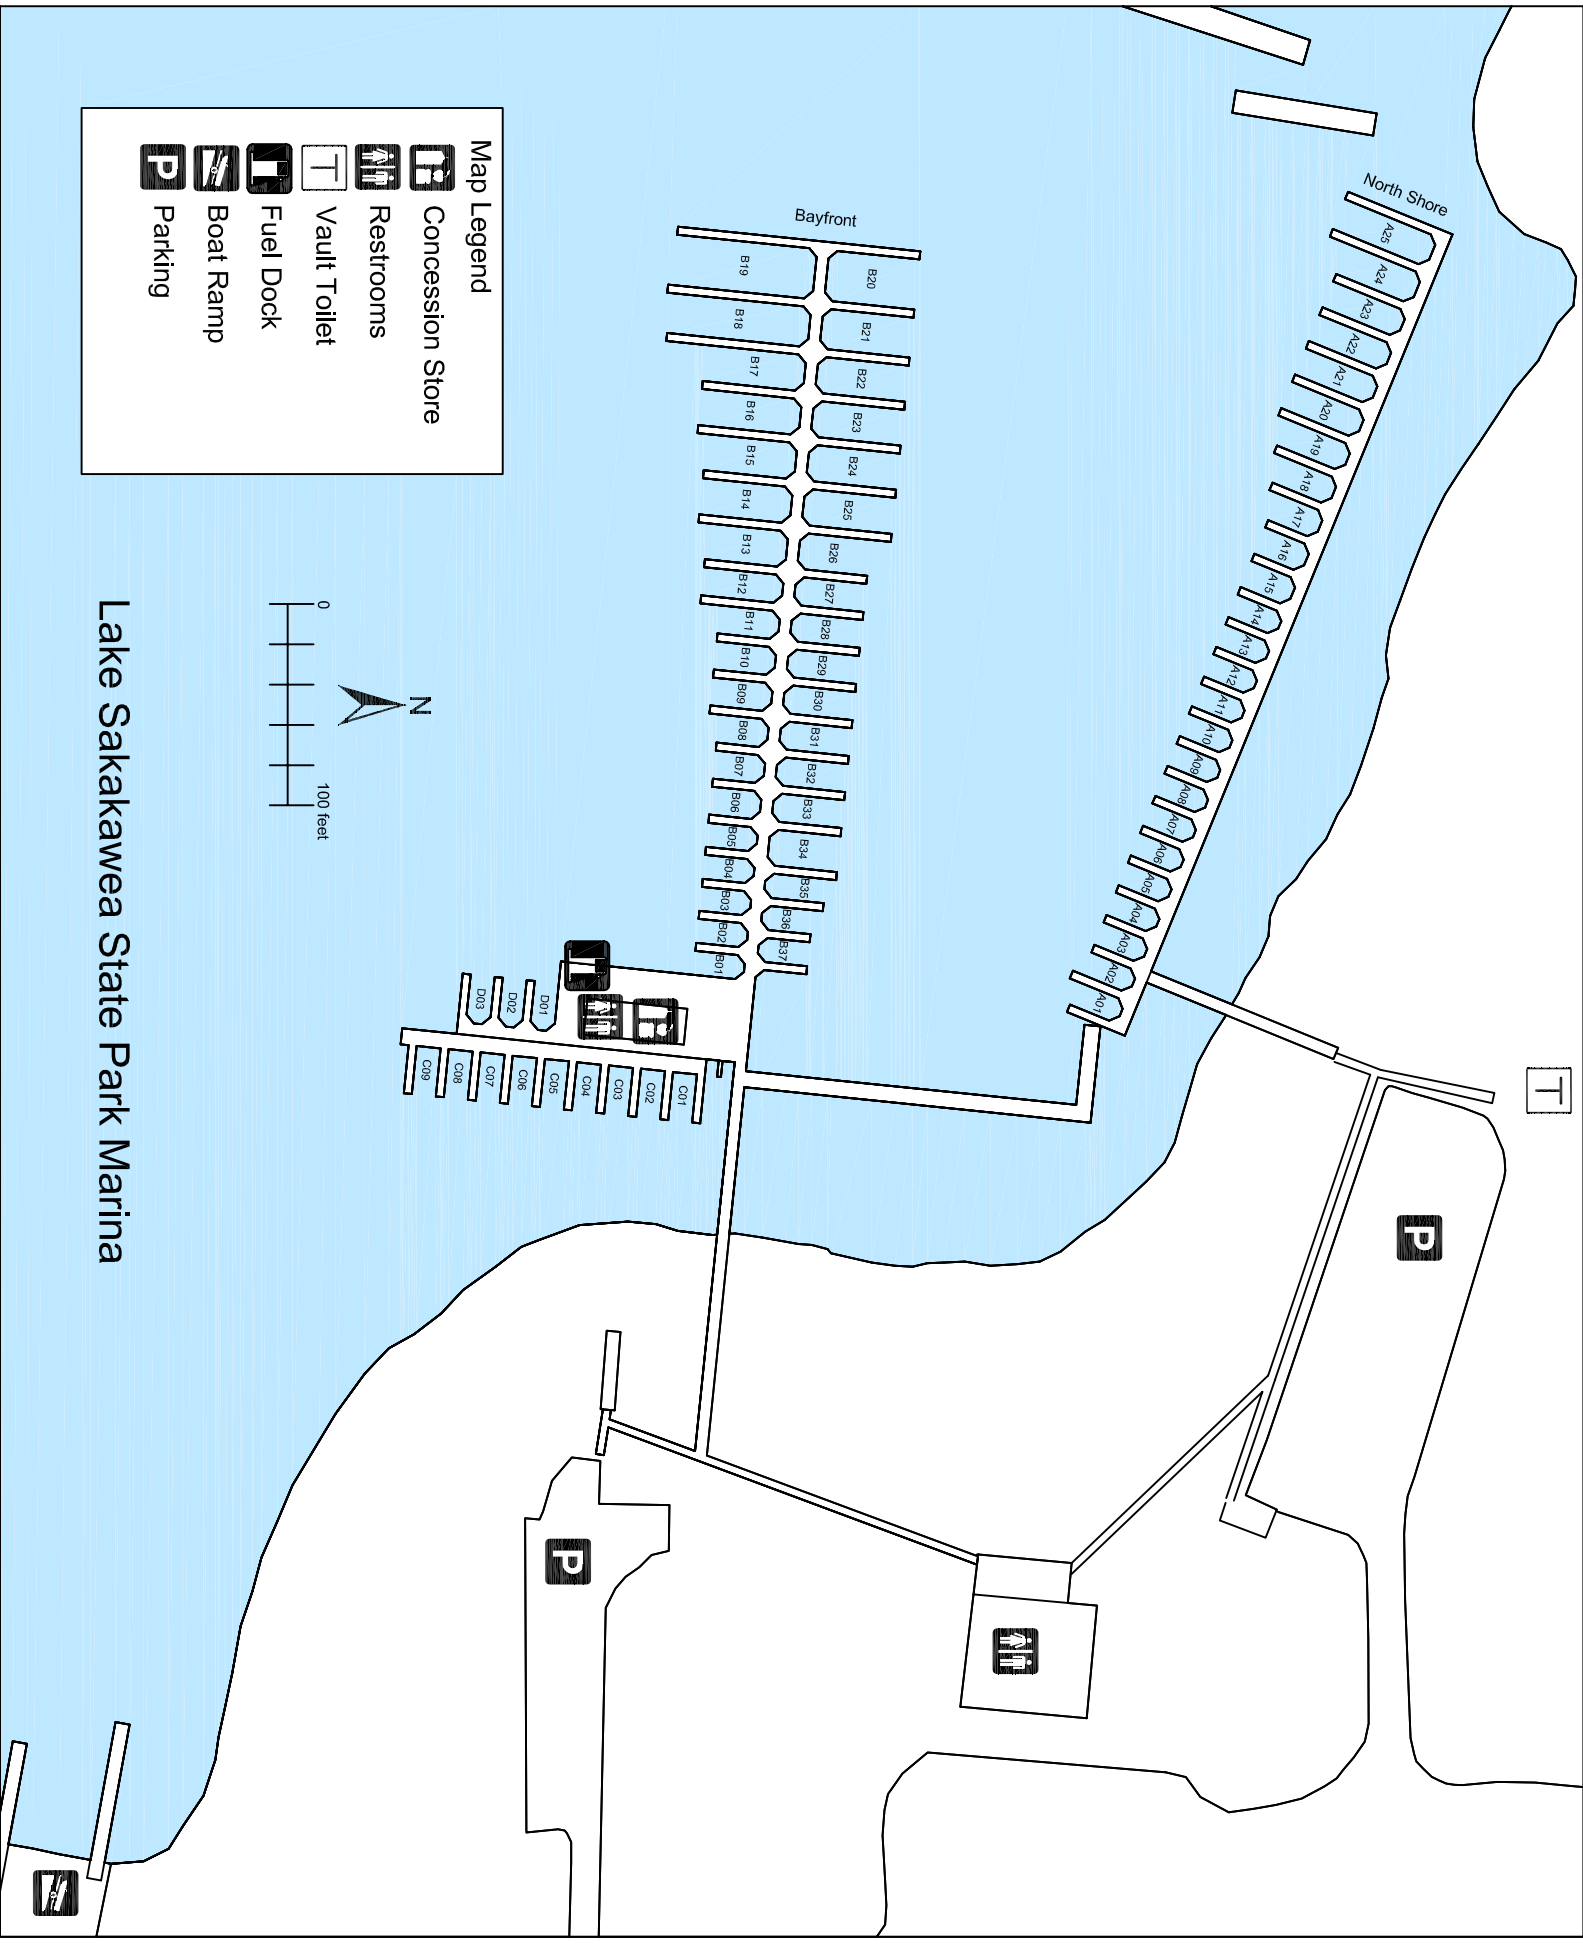 North Shore
A25
A24
A23
A22
A21
A20
A19
A18
A17
A16
A15
A14
A13
A12
A11
A10
A09
A08
A07
A06
A05
A04
A03
A02
A01
T
P
Bayfront
B20
B21
B22
B23
B24
B25
B26
B27
B28
B29
B30
B31
B32
B33
B34
B35
B36
B37
B19
B18
B17
B16
B15
B14
B13
B12
B11
B10
B09
B08
B07
B06
B05
B04
B03
B02
B01
D01
D02
D03
C01
C02
C03
C04
C05
C06
C07
C08
C09
P
Map Legend
Concession Store
Restrooms
T Vault Toilet
Fuel Dock
Boat Ramp
P Parking
N
0 100 feet
Lake Sakakawea State Park Marina